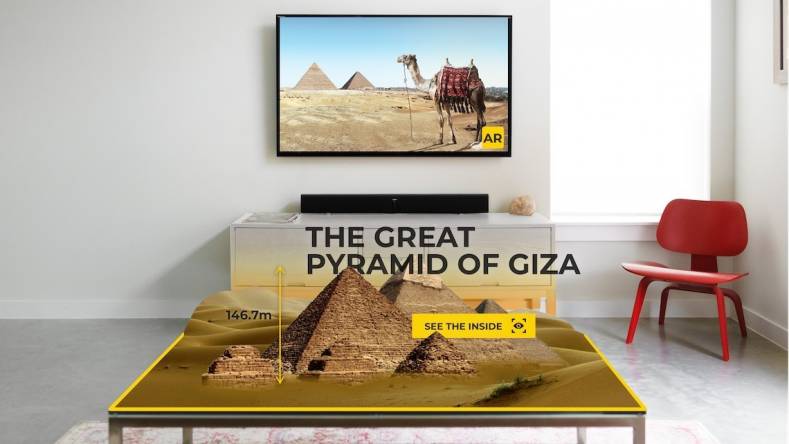 AR
THE GREAT
PYRAMID OF GIZA
146.7m
SEE THE INSIDE